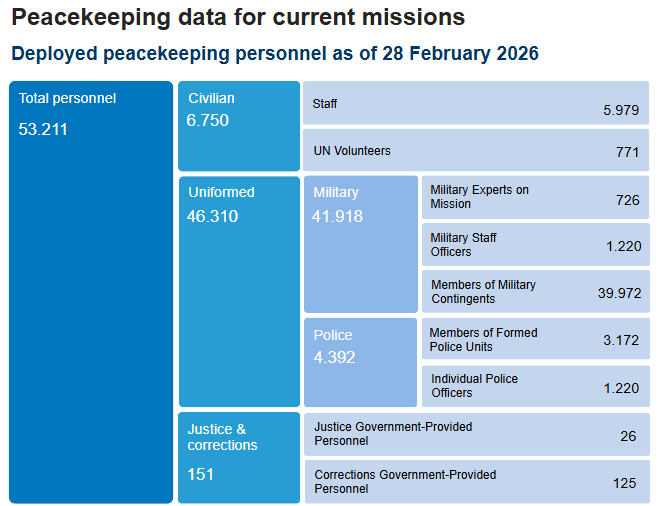 Peacekeeping data for current missions
Deployed peacekeeping personnel as of 28 February 2026
Total personnel
53.211
Civilian
6.750
Staff
5.979
UN Volunteers
771
Uniformed
46.310
Military
41.918
Military Experts on
Mission
726
Military Staff
Officers
1.220
Members of Military
Contingents
39.972
Police
4.392
Members of Formed
Police Units
3.172
Individual Police
Officers
1.220
Justice &
corrections
151
Justice Government-Provided
Personnel
26
Corrections Government-Provided
Personnel
125